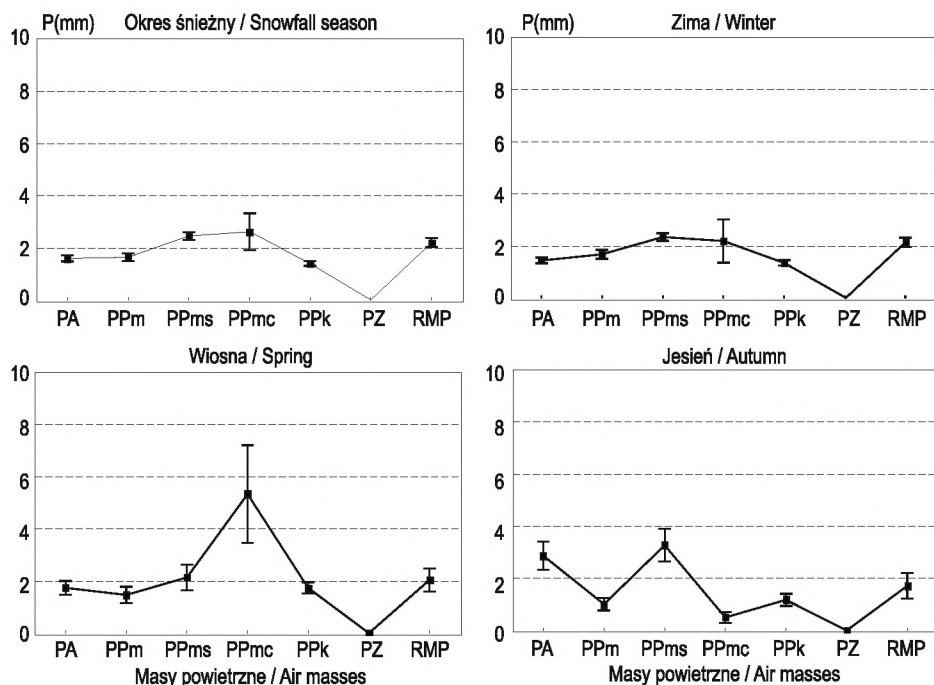 P(mm) Okres śnieżny / Snowfall season
10
8
6
4
2
0
PA PPm PPms PPmc PPk PZ RMP
P(mm) Zima / Winter
10
8
6
4
2
0
PA PPm PPms PPmc PPk PZ RMP
Wiosna / Spring
10
8
6
4
2
0
PA PPm PPms PPmc PPk PZ RMP
Masy powietrzne / Air masses
Jesień / Autumn
10
8
6
4
2
0
PA PPm PPms PPmc PPk PZ RMP
Masy powietrzne / Air masses